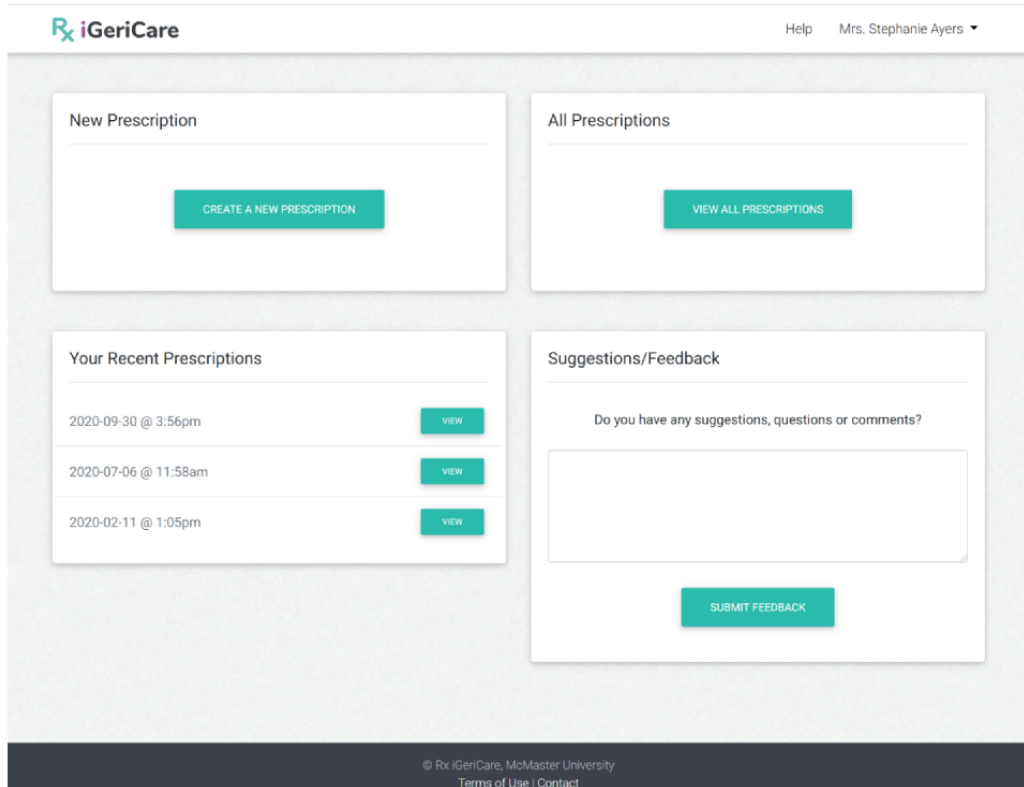 Rx iGeriCare
Help
Mrs. Stephanie Ayers
New Prescription
CREATE A NEW PRESCRIPTION
All Prescriptions
VIEW ALL PRESCRIPTIONS
Your Recent Prescriptions
2020-09-30 @ 3:56pm VIEW
2020-07-06 @ 11:58am VIEW
2020-02-11 @ 1:05pm VIEW
Suggestions/Feedback
Do you have any suggestions, questions or comments?
SUBMIT FEEDBACK
© Rx iGeriCare, McMaster University
Terms of Use | Contact